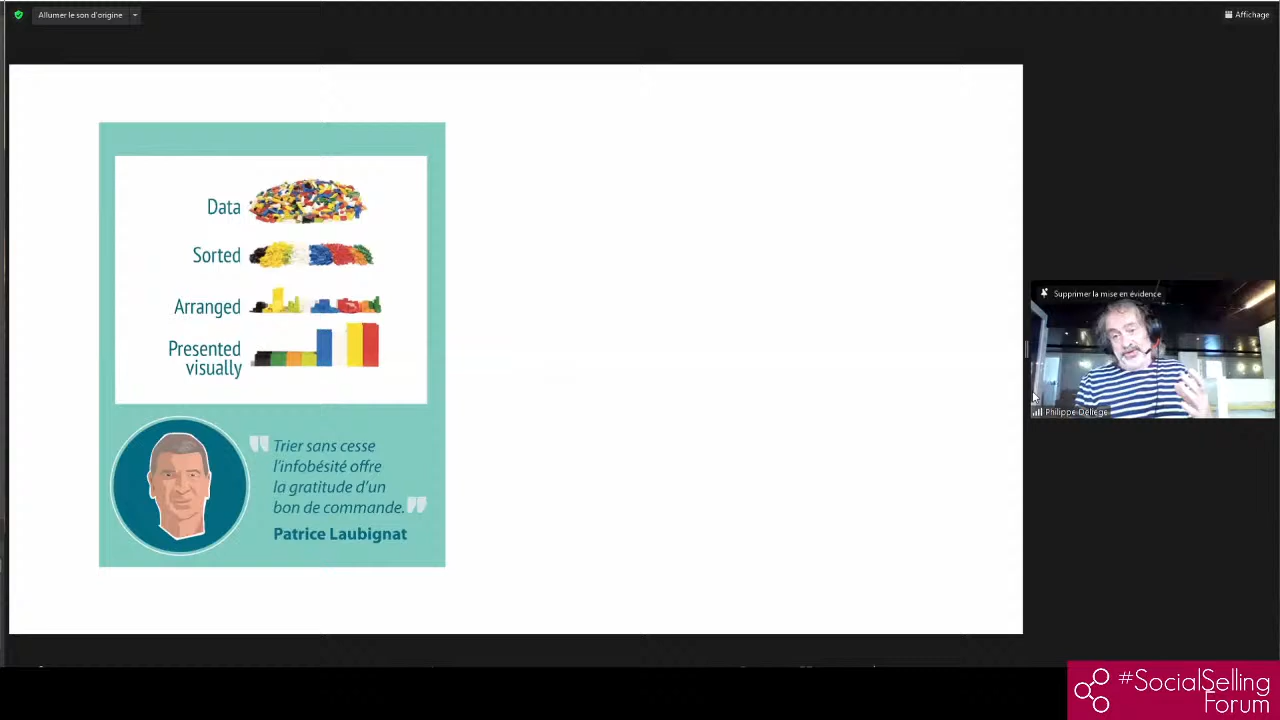 Allumer le son d'origine
Affichage
Data
Sorted
Arranged
Presented
visually
Trier sans cesse
l'infobésité offre
la gratitude d'un
bon de commande.
Patrice Laubignat
Supprimer la mise en évidence
Philippe Deliège
#SocialSelling
Forum